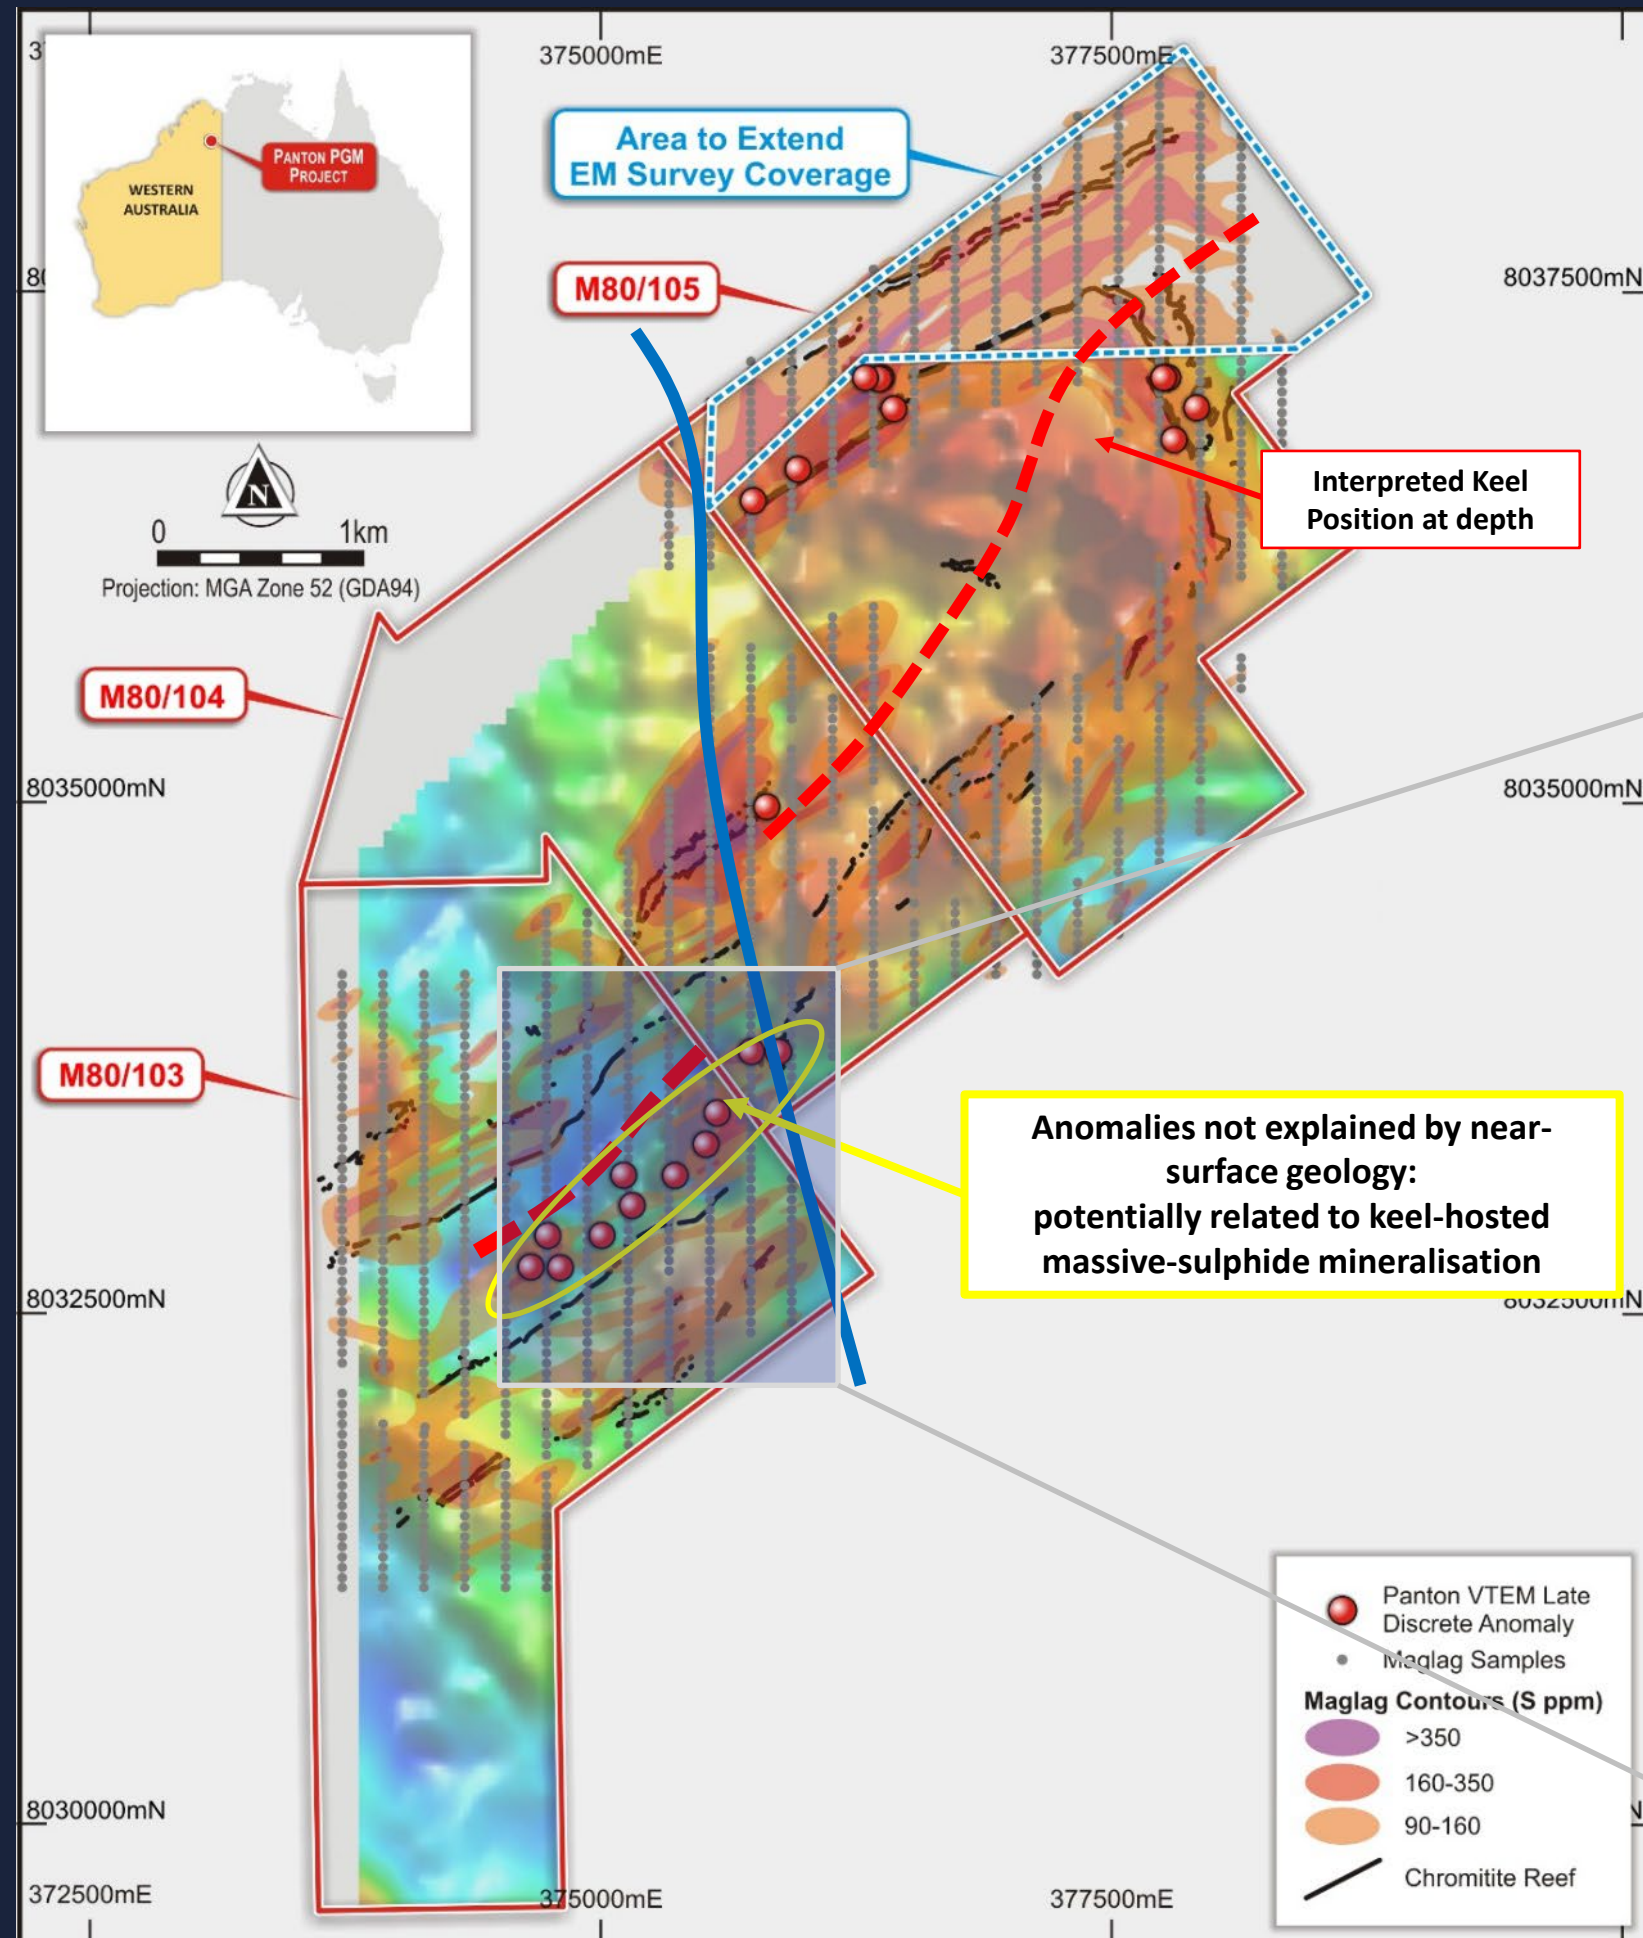 375000mE
377500mE
PANTON PGM
PROJECT
WESTERN
AUSTRALIA
Area to Extend
EM Survey Coverage
M80/105
8037500mN
N
0 1km
Projection: MGA Zone 52 (GDA94)
Interpreted Keel
Position at depth
M80/104
8035000mN
8035000mN
M80/103
Anomalies not explained by near-
surface geology:
potentially related to keel-hosted
massive-sulphide mineralisation
8032500mN
8032500mN
8030000mN
372500mE
375000mE
377500mE
Panton VTEM Late
Discrete Anomaly
Maglag Samples
Maglag Contours (S ppm)
>350
160-350
90-160
Chromitite Reef